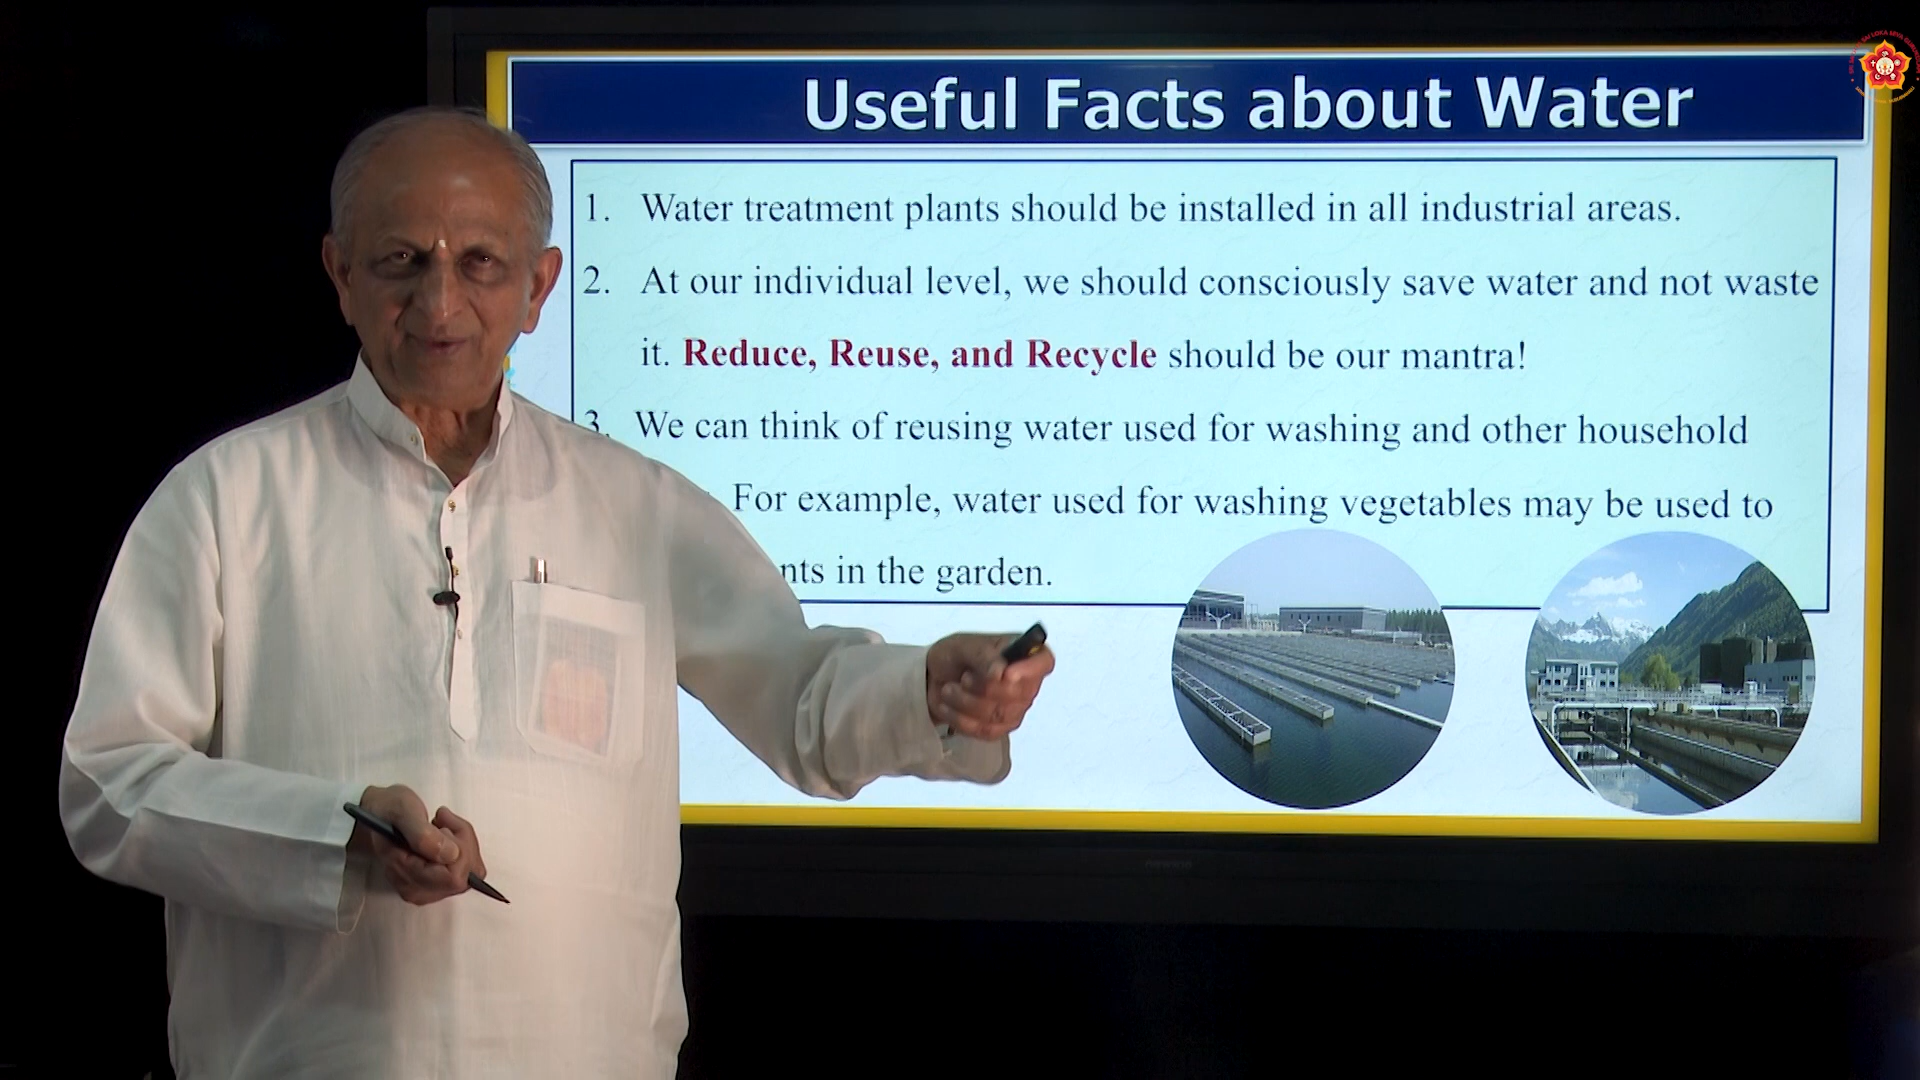 Useful Facts about Water
1. Water treatment plants should be installed in all industrial areas.
2. At our individual level, we should consciously save water and not waste
it. Reduce, Reuse, and Recycle should be our mantra!
3. We can think of reusing water used for washing and other household
For example, water used for washing vegetables may be used to
in the garden.